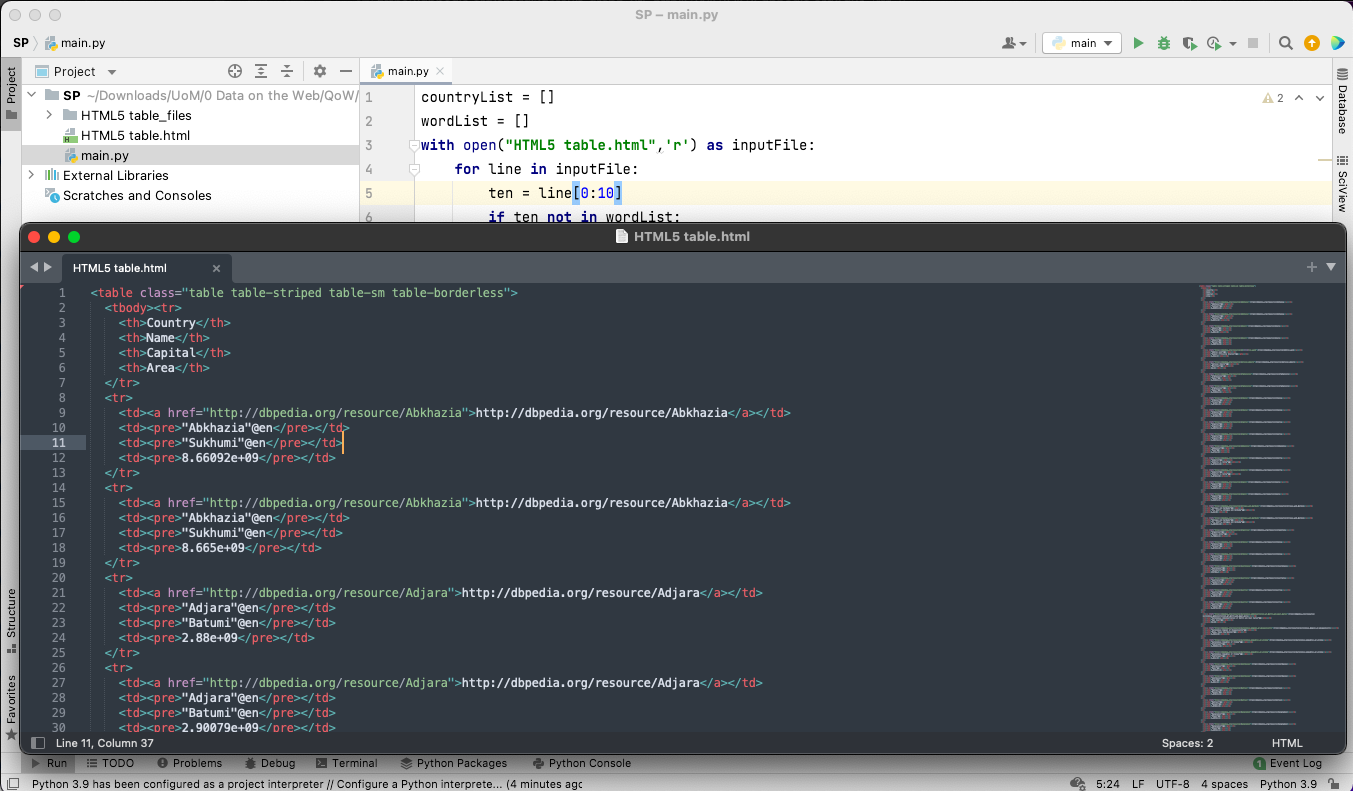 SP – main.py
SP
main.py
main
Project
main.py
Project
SP ~/Downloads/UoM/0 Data on the Web/QoW/
HTML5 table_files
HTML5 table.html
main.py
External Libraries
Scratches and Consoles
1 countryList = []
2 wordList = []
3 with open("HTML5 table.html",'r') as inputFile:
4 for line in inputFile:
5 ten = line[0:10]
6 if ten not in wordList:
2
Database
SciView
HTML5 table.html
HTML5 table.html
1 <table class="table table-striped table-sm table-borderless">
2 <tbody><tr>
3 <th>Country</th>
4 <th>Name</th>
5 <th>Capital</th>
6 <th>Area</th>
7 </tr>
8 <tr>
9 <td><a href="http://dbpedia.org/resource/Abkhazia">http://dbpedia.org/resource/Abkhazia</a></td>
10 <td><pre>"Abkhazia"@en</pre></td>
11 <td><pre>"Sukhumi"@en</pre></td>
12 <td><pre>8.66092e+09</pre></td>
13 </tr>
14 <tr>
15 <td><a href="http://dbpedia.org/resource/Abkhazia">http://dbpedia.org/resource/Abkhazia</a></td>
16 <td><pre>"Abkhazia"@en</pre></td>
17 <td><pre>"Sukhumi"@en</pre></td>
18 <td><pre>8.665e+09</pre></td>
19 </tr>
20 <tr>
21 <td><a href="http://dbpedia.org/resource/Adjara">http://dbpedia.org/resource/Adjara</a></td>
22 <td><pre>"Adjara"@en</pre></td>
23 <td><pre>"Batumi"@en</pre></td>
24 <td><pre>2.88e+09</pre></td>
25 </tr>
26 <tr>
27 <td><a href="http://dbpedia.org/resource/Adjara">http://dbpedia.org/resource/Adjara</a></td>
28 <td><pre>"Adjara"@en</pre></td>
29 <td><pre>"Batumi"@en</pre></td>
30 <td><pre>2.90079e+09</pre></td>
Line 11, Column 37
Spaces: 2
HTML
Structure
Favorites
Run
TODO
Problems
Debug
Terminal
Python Packages
Python Console
1 Event Log
Python 3.9 has been configured as a project interpreter // Configure a Python interprete... (4 minutes agc
5:24 LF UTF-8 4 spaces Python 3.9